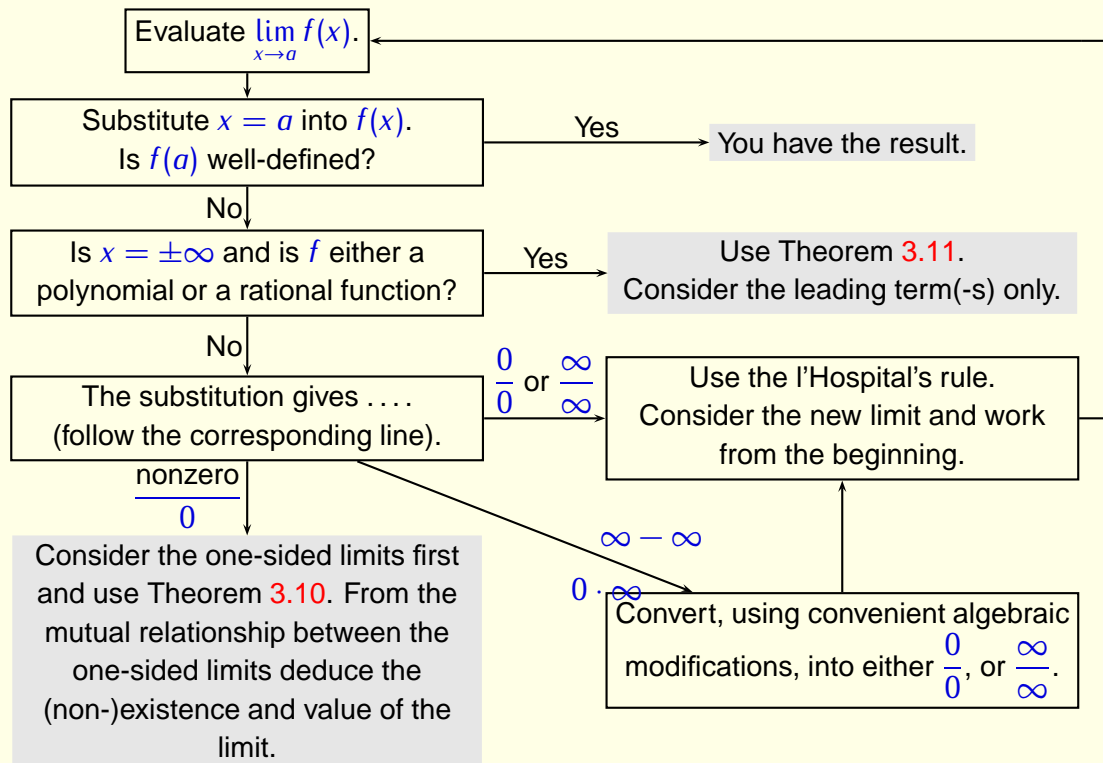 Evaluate lim f(x).
x→a
Substitute x = a into f(x).
Is f(a) well-defined?
Yes
You have the result.
No
Is x = ±∞ and is f either a
polynomial or a rational function?
Yes
Use Theorem 3.11.
Consider the leading term(-s) only.
No
The substitution gives ....
(follow the corresponding line).
0/0 or ∞/∞
Use the l'Hospital's rule.
Consider the new limit and work
from the beginning.
nonzero/0
Consider the one-sided limits first
and use Theorem 3.10. From the
mutual relationship between the
one-sided limits deduce the
(non-)existence and value of the
limit.
∞ − ∞
0 · ∞
Convert, using convenient algebraic
modifications, into either 0/0, or ∞/∞.